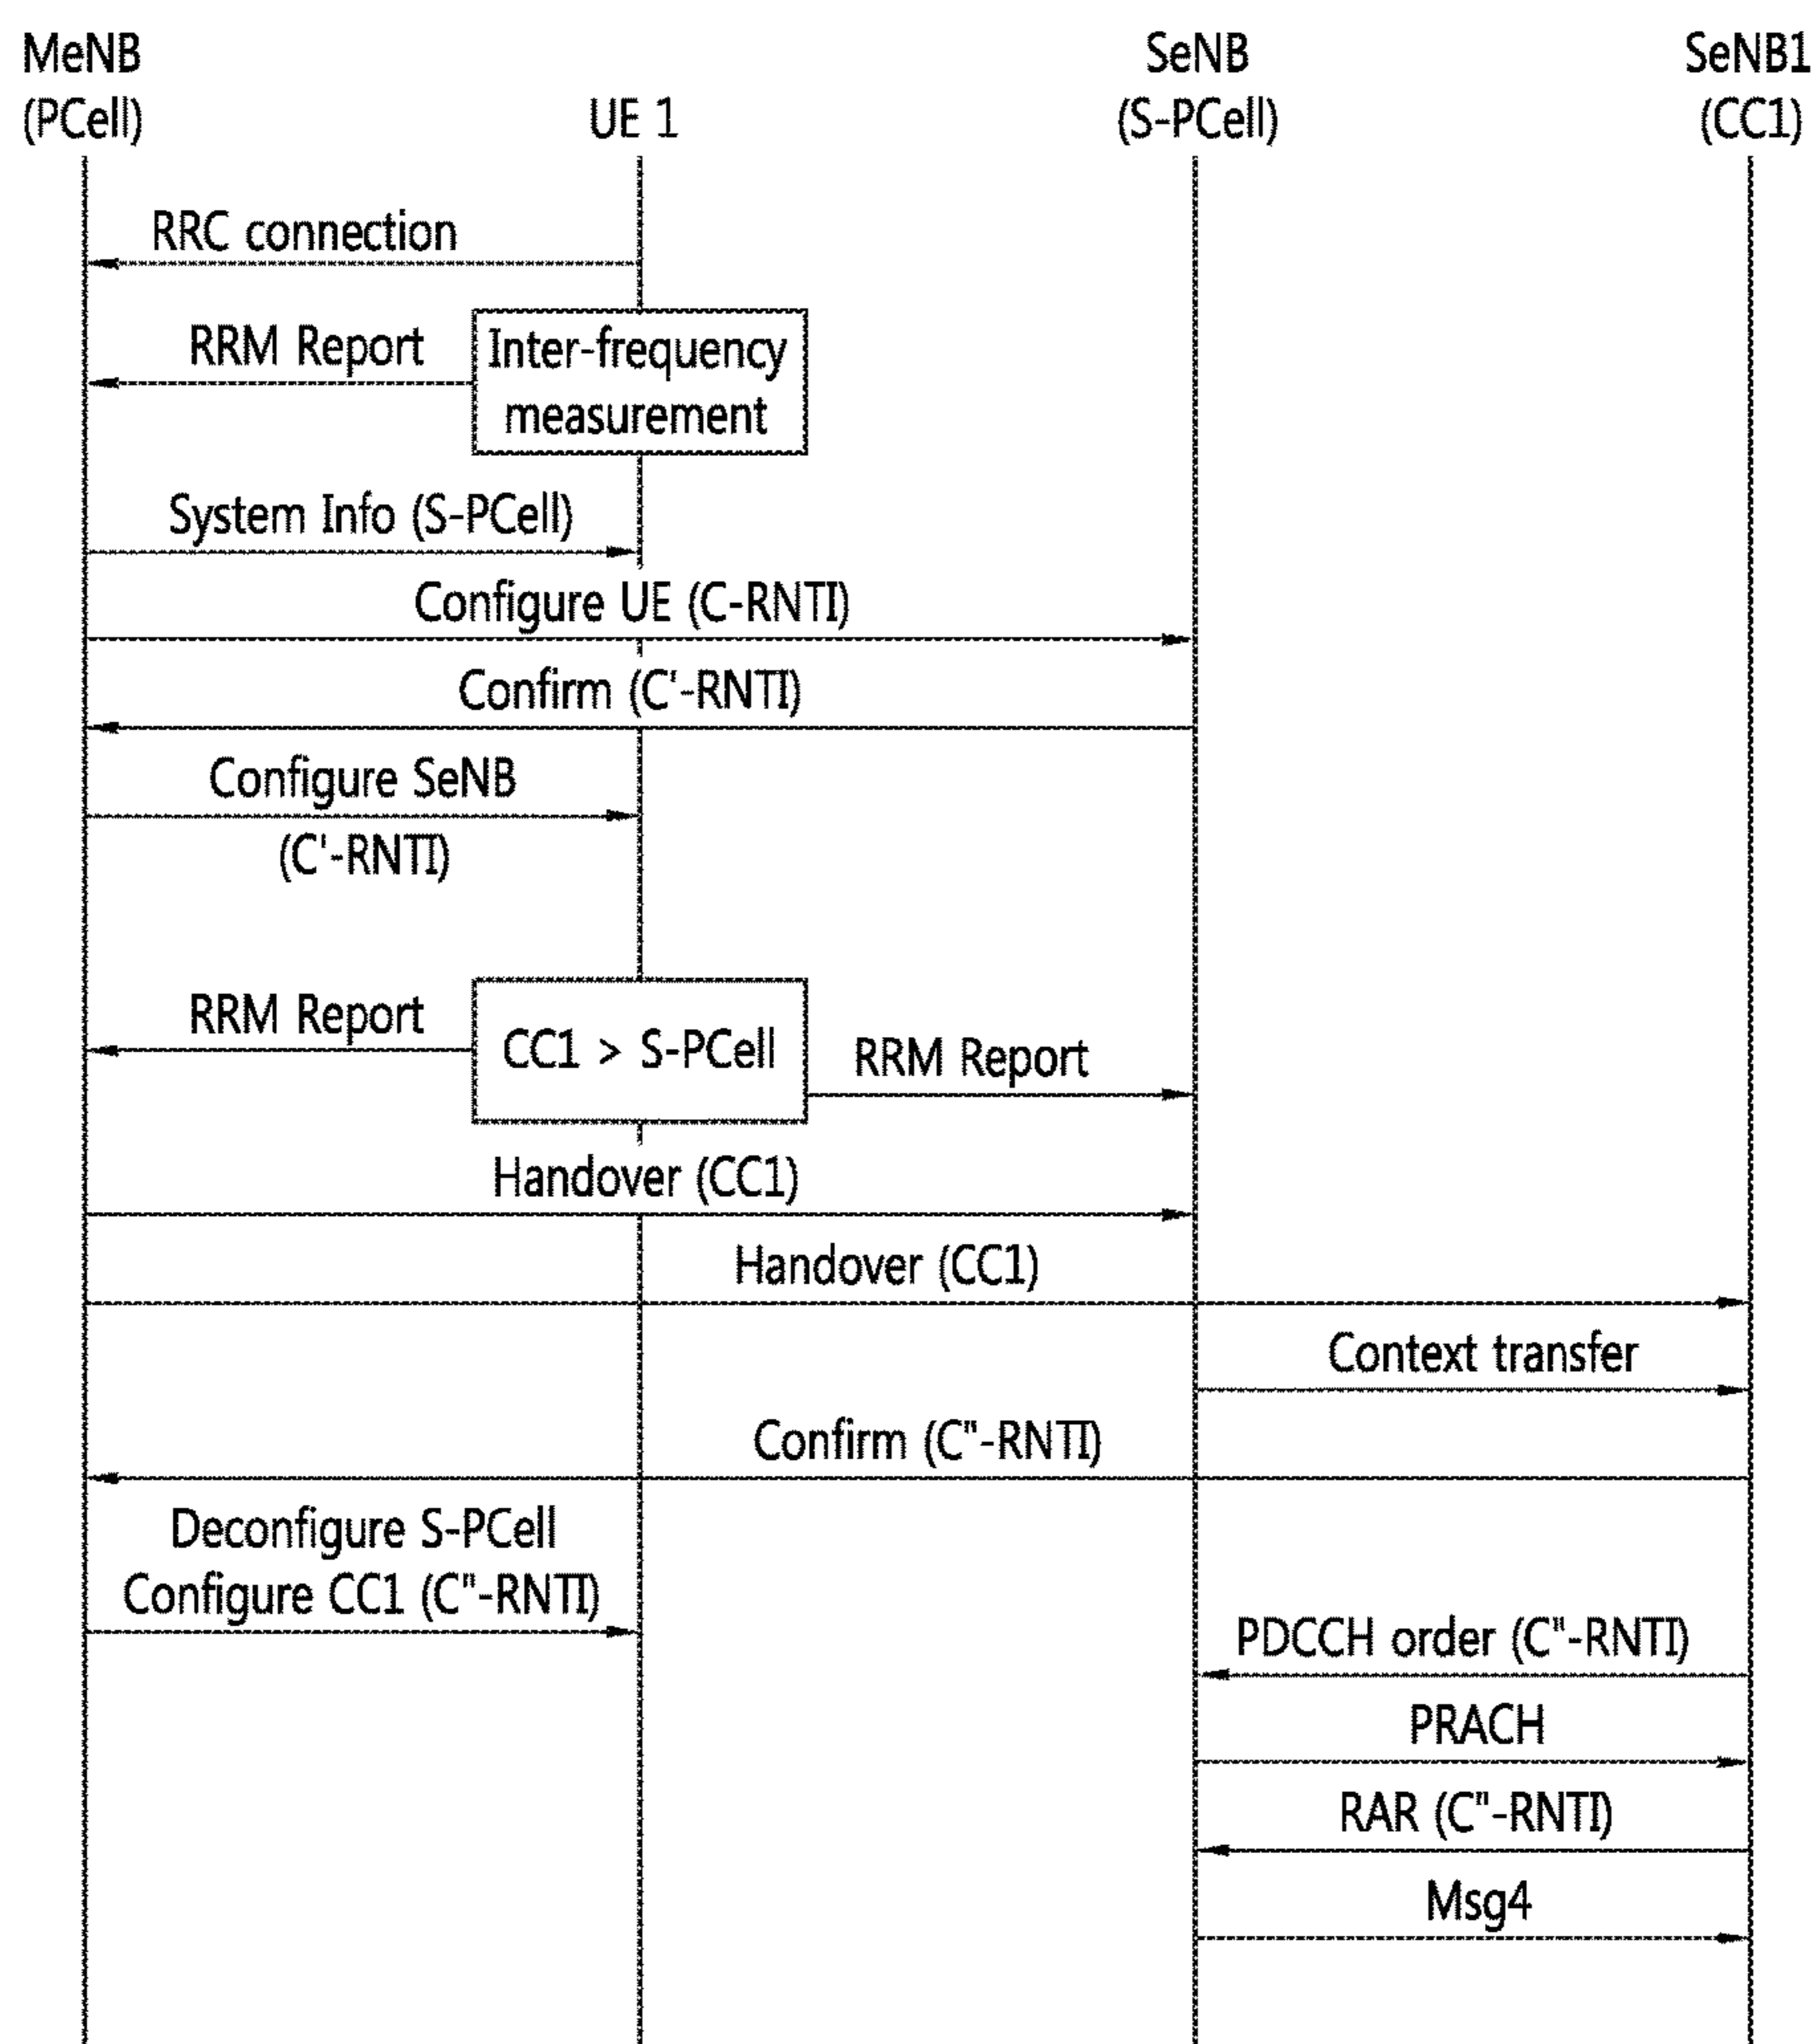 MeNB
(PCell)
UE 1
SeNB
(S-PCell)
SeNB1
(CC1)
RRC connection
RRM Report
Inter-frequency
measurement
System Info (S-PCell)
Configure UE (C-RNTI)
Confirm (C'-RNTI)
Configure SeNB
(C'-RNTI)
RRM Report
CC1 > S-PCell
RRM Report
Handover (CC1)
Handover (CC1)
Context transfer
Confirm (C"-RNTI)
Deconfigure S-PCell
Configure CC1 (C"-RNTI)
PDCCH order (C"-RNTI)
PRACH
RAR (C"-RNTI)
Msg4